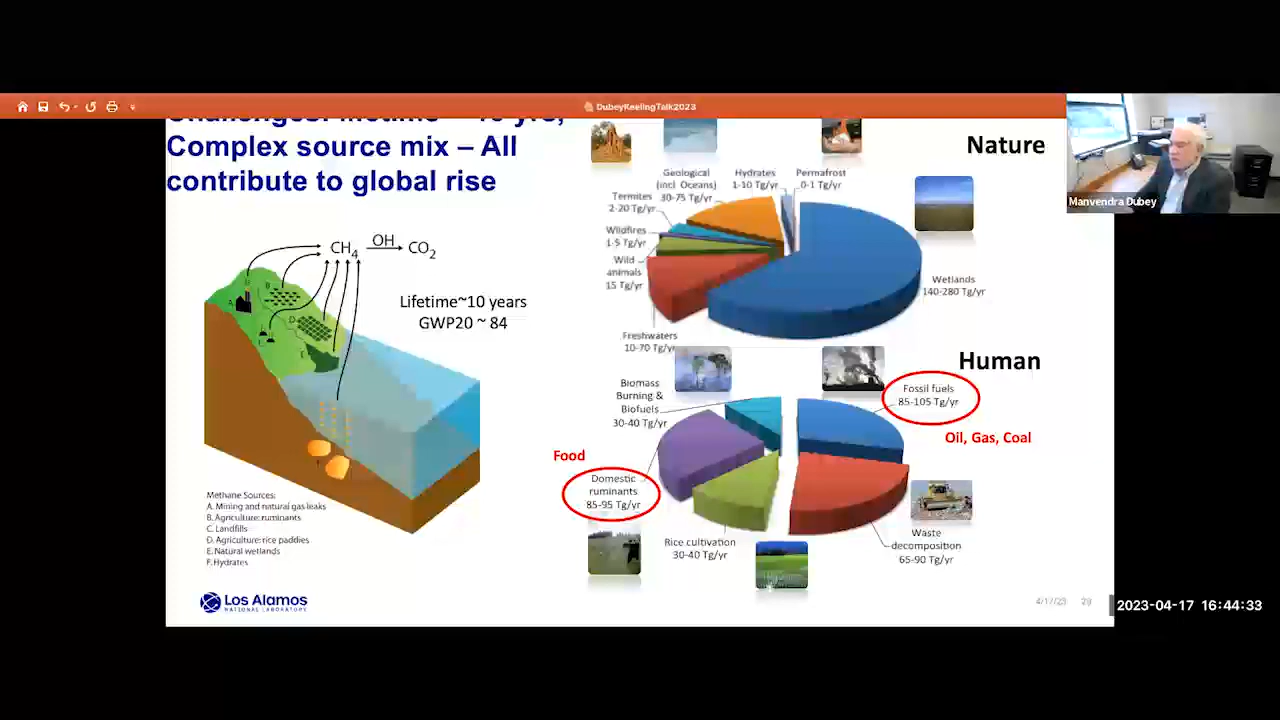 DubeyKeelingTalk2023
Complex source mix – All
contribute to global rise
CH4 OH CO2
Lifetime~10 years
GWP20 ~ 84
A
B
C
D
E
F
Methane Sources:
A. Mining and natural gas leaks
B. Agriculture: ruminants
C. Landfills
D. Agriculture: rice paddies
E. Natural wetlands
F. Hydrates
Los Alamos
NATIONAL LABORATORY
Nature
Geological
(incl Oceans)
30-75 Tg/yr
Hydrates
1-10 Tg/yr
Permafrost
0-1 Tg/yr
Termites
2-20 Tg/yr
Wildfires
1-5 Tg/yr
Wild
animals
15 Tg/yr
Freshwaters
10-70 Tg/yr
Wetlands
140-280 Tg/yr
Human
Biomass
Burning &
Biofuels
30-40 Tg/yr
Fossil fuels
85-105 Tg/yr
Oil, Gas, Coal
Food
Domestic
ruminants
85-95 Tg/yr
Rice cultivation
30-40 Tg/yr
Waste
decomposition
65-90 Tg/yr
4/17/23
Manvendra Dubey
2023-04-17 16:44:33